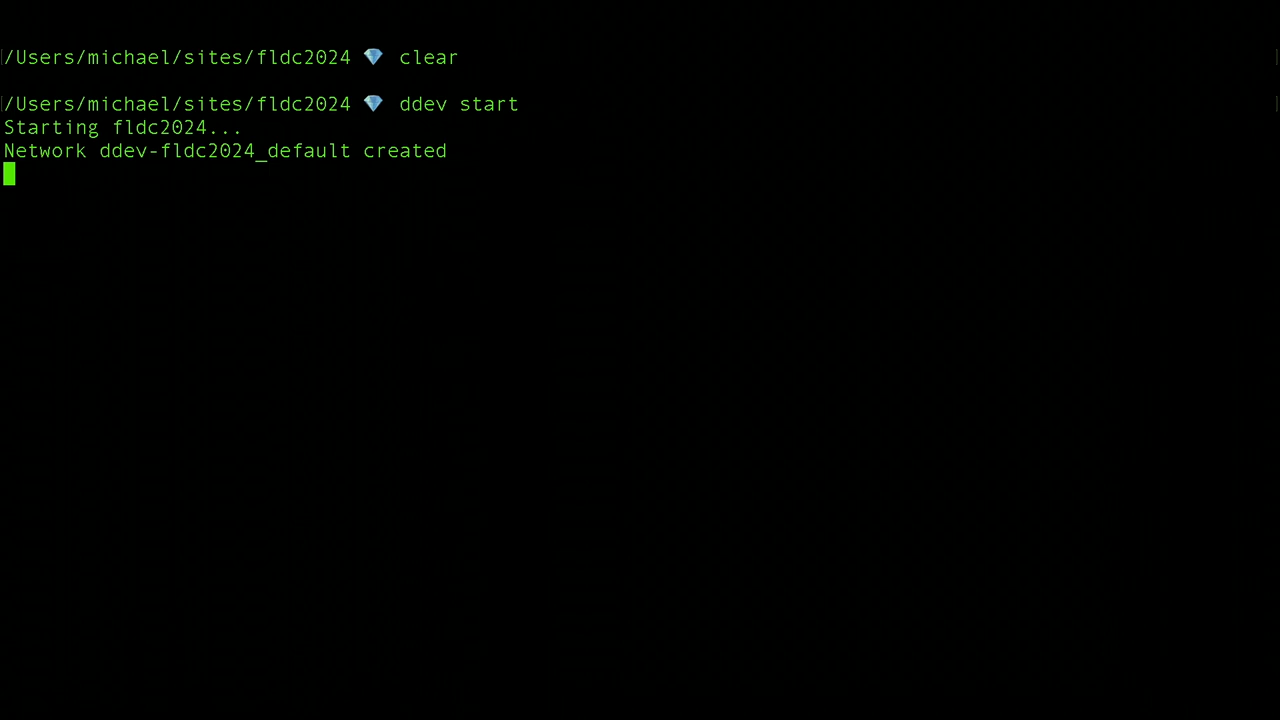 /Users/michael/sites/fldc2024 💎 clear
/Users/michael/sites/fldc2024 💎 ddev start
Starting fldc2024...
Network ddev-fldc2024_default created